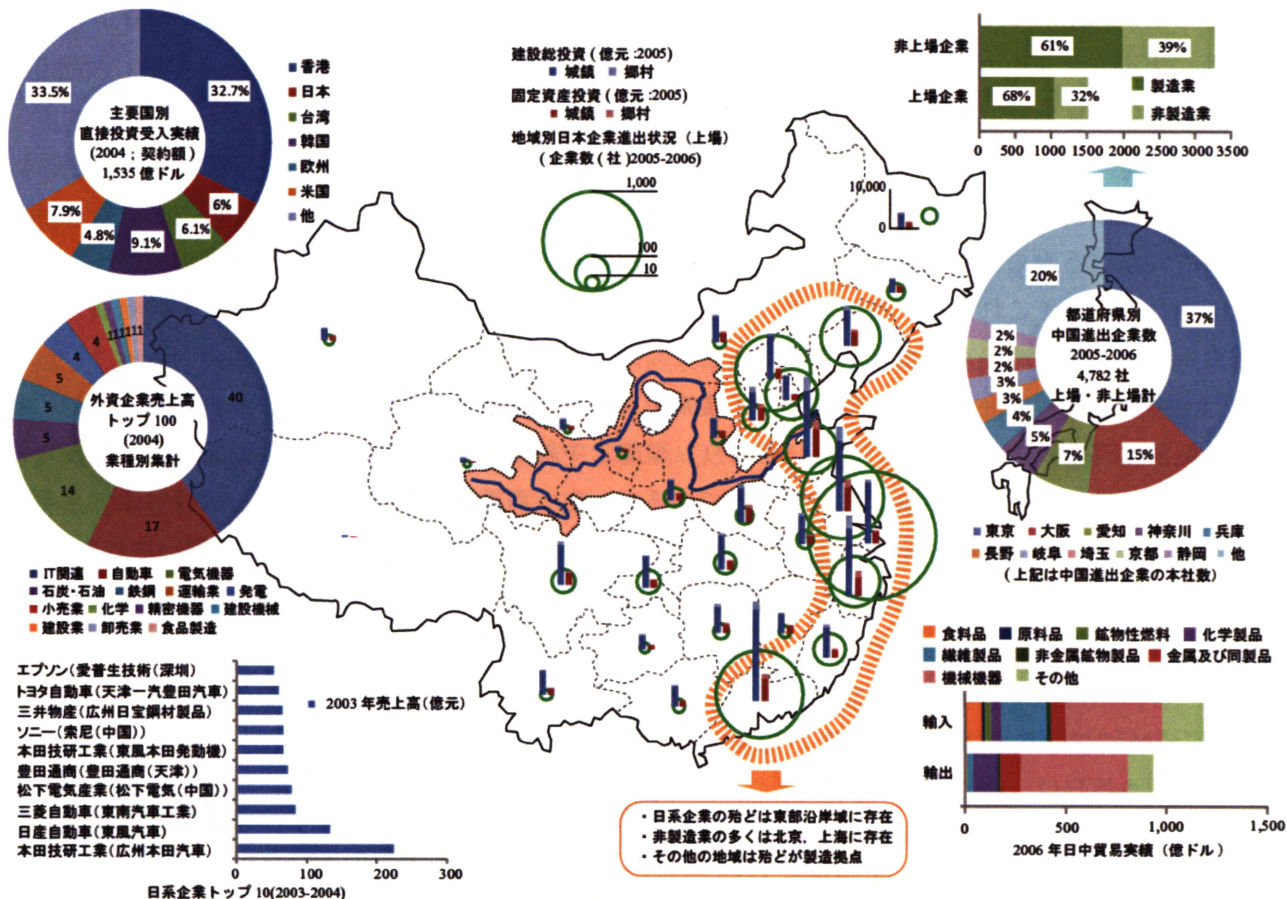 33.5%
32.7%
主要国別
直接投資受入実績
(2004；契約額)
1,535 億ドル
7.9%
4.8%
9.1%
6.1%
6%
香港
日本
台湾
韓国
欧州
米国
他
建設総投資 (億元 :2005)
城鎮 郷村
固定資産投資 (億元 :2005)
城鎮 郷村
地域別日本企業進出状況 (上場)
(企業数 (社)2005-2006)
1,000
100
10
10,000
0
非上場企業
61%
39%
上場企業
68%
32%
製造業
非製造業
0 500 1000 1500 2000 2500 3000 3500
20%
37%
都道府県別
中国進出企業数
2005-2006
4,782 社
上場・非上場計
2%
2%
2%
3%
3%
4%
5%
7%
15%
東京 大阪 愛知 神奈川 兵庫
長野 岐阜 埼玉 京都 静岡 他
(上記は中国進出企業の本社数)
4
4
1
1
1
1
1
1
5
5
5
14
17
40
外資企業売上高
トップ 100
(2004)
業種別集計
IT関連 自動車 電気機器
石炭・石油 鉄鋼 運輸業 発電
小売業 化学 精密機器 建設機械
建設業 卸売業 食品製造
エプソン(愛普生技術(深圳)
トヨタ自動車(天津一汽豊田汽車)
三井物産(広州日宝鋼材製品)
ソニー(索尼(中国))
本田技研工業(東風本田発動機)
豊田通商(豊田通商(天津))
松下電気産業(松下電気(中国))
三菱自動車(東南汽車工業)
日産自動車(東風汽車)
本田技研工業(広州本田汽車)
2003 年売上高(億元)
0 100 200 300
日系企業トップ 10(2003-2004)
・日系企業の殆どは東部沿岸域に存在
・非製造業の多くは北京，上海に存在
・その他の地域は殆どが製造拠点
食料品 原料品 鉱物性燃料 化学製品
繊維製品 非金属鉱物製品 金属及び同製品
機械機器 その他
輸入
輸出
0 500 1,000 1,500
2006 年日中貿易実績 (億ドル)